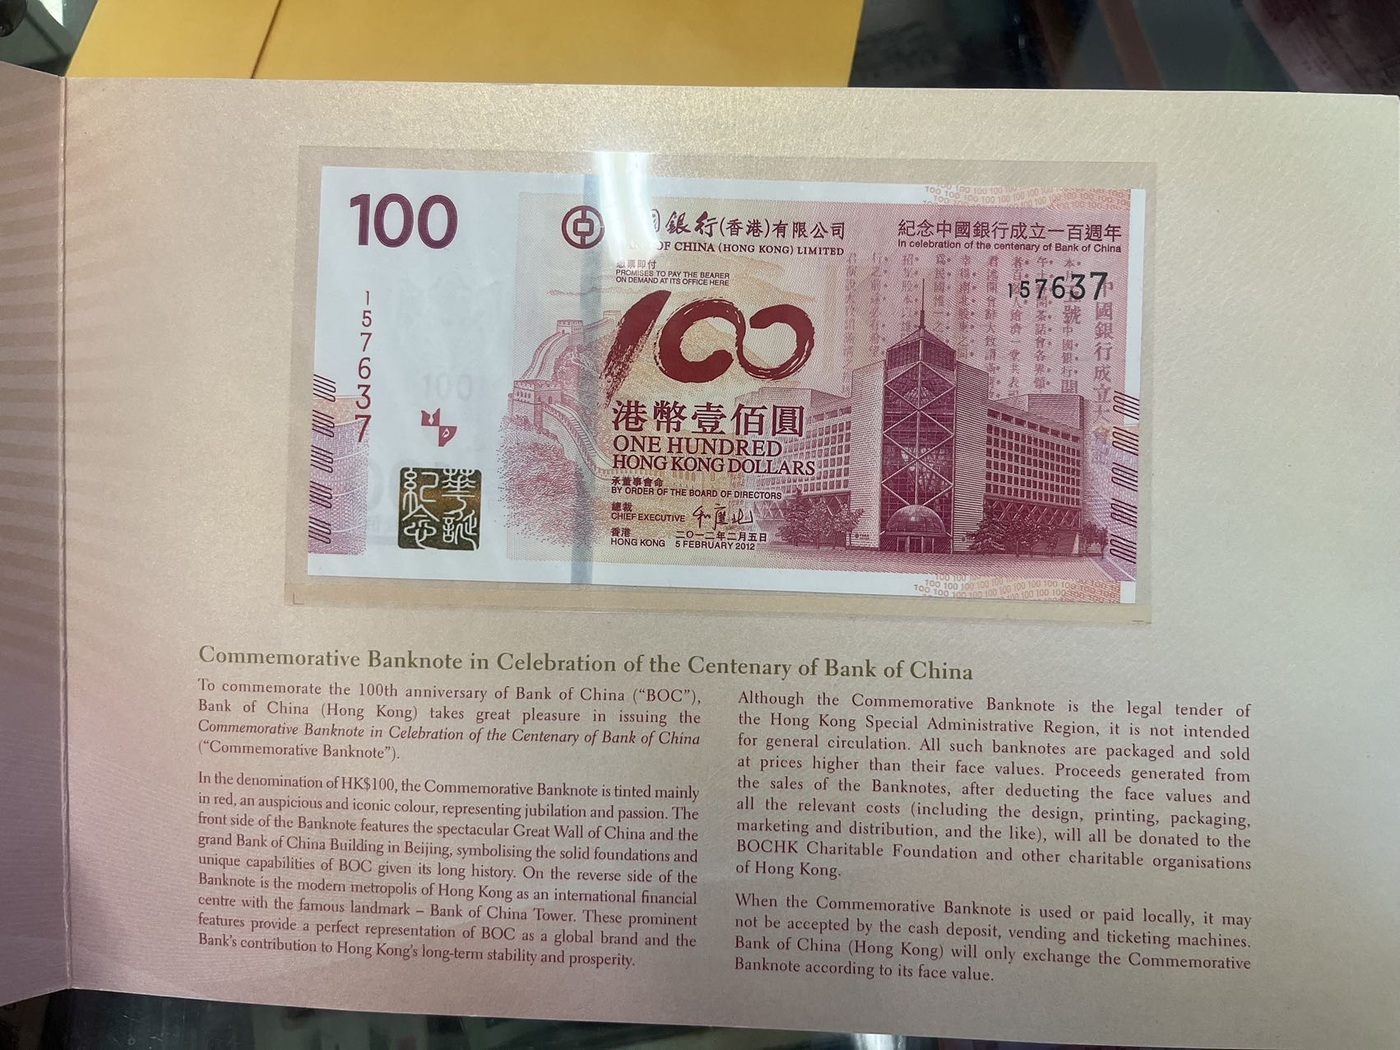 100
中國銀行(香港)有限公司
BANK OF CHINA (HONG KONG) LIMITED
紀念中國銀行成立一百週年
In celebration of the centenary of Bank of China
憑票即付
PROMISES TO PAY THE BEARER
ON DEMAND AT ITS OFFICE HERE
157637
157637
100
中國銀行成立大會
港幣壹佰圓
ONE HUNDRED
HONG KONG DOLLARS
承董事會命
BY ORDER OF THE BOARD OF DIRECTORS
總裁
CHIEF EXECUTIVE
香港 二〇一二年二月五日
HONG KONG 5 FEBRUARY 2012
華誕紀念
Commemorative Banknote in Celebration of the Centenary of Bank of China
To commemorate the 100th anniversary of Bank of China (“BOC”),
Bank of China (Hong Kong) takes great pleasure in issuing the
Commemorative Banknote in Celebration of the Centenary of Bank of China
(“Commemorative Banknote”).
In the denomination of HK$100, the Commemorative Banknote is tinted mainly
in red, an auspicious and iconic colour, representing jubilation and passion. The
front side of the Banknote features the spectacular Great Wall of China and the
grand Bank of China Building in Beijing, symbolising the solid foundations and
unique capabilities of BOC given its long history. On the reverse side of the
Banknote is the modern metropolis of Hong Kong as an international financial
centre with the famous landmark – Bank of China Tower. These prominent
features provide a perfect representation of BOC as a global brand and the
Bank's contribution to Hong Kong's long-term stability and prosperity.
Although the Commemorative Banknote is the legal tender of
the Hong Kong Special Administrative Region, it is not intended
for general circulation. All such banknotes are packaged and sold
at prices higher than their face values. Proceeds generated from
the sales of the Banknotes, after deducting the face values and
all the relevant costs (including the design, printing, packaging,
marketing and distribution, and the like), will all be donated to the
BOCHK Charitable Foundation and other charitable organisations
of Hong Kong.
When the Commemorative Banknote is used or paid locally, it may
not be accepted by the cash deposit, vending and ticketing machines.
Bank of China (Hong Kong) will only exchange the Commemorative
Banknote according to its face value.